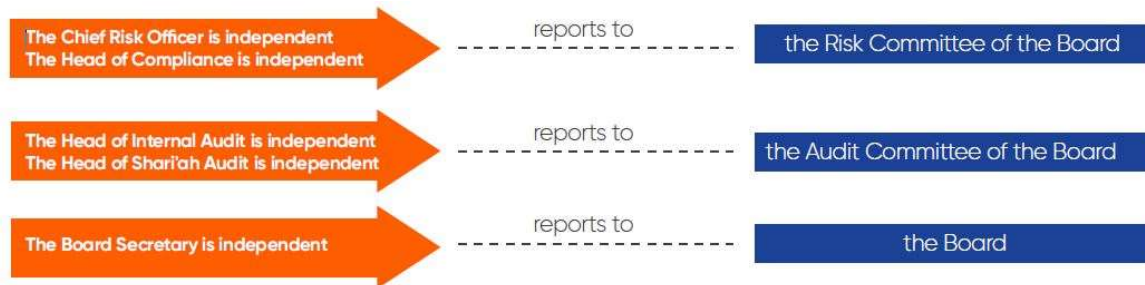 The Chief Risk Officer is independent
The Head of Compliance is independent
reports to
the Risk Committee of the Board
The Head of Internal Audit is independent
The Head of Shari'ah Audit is independent
reports to
the Audit Committee of the Board
The Board Secretary is independent
reports to
the Board